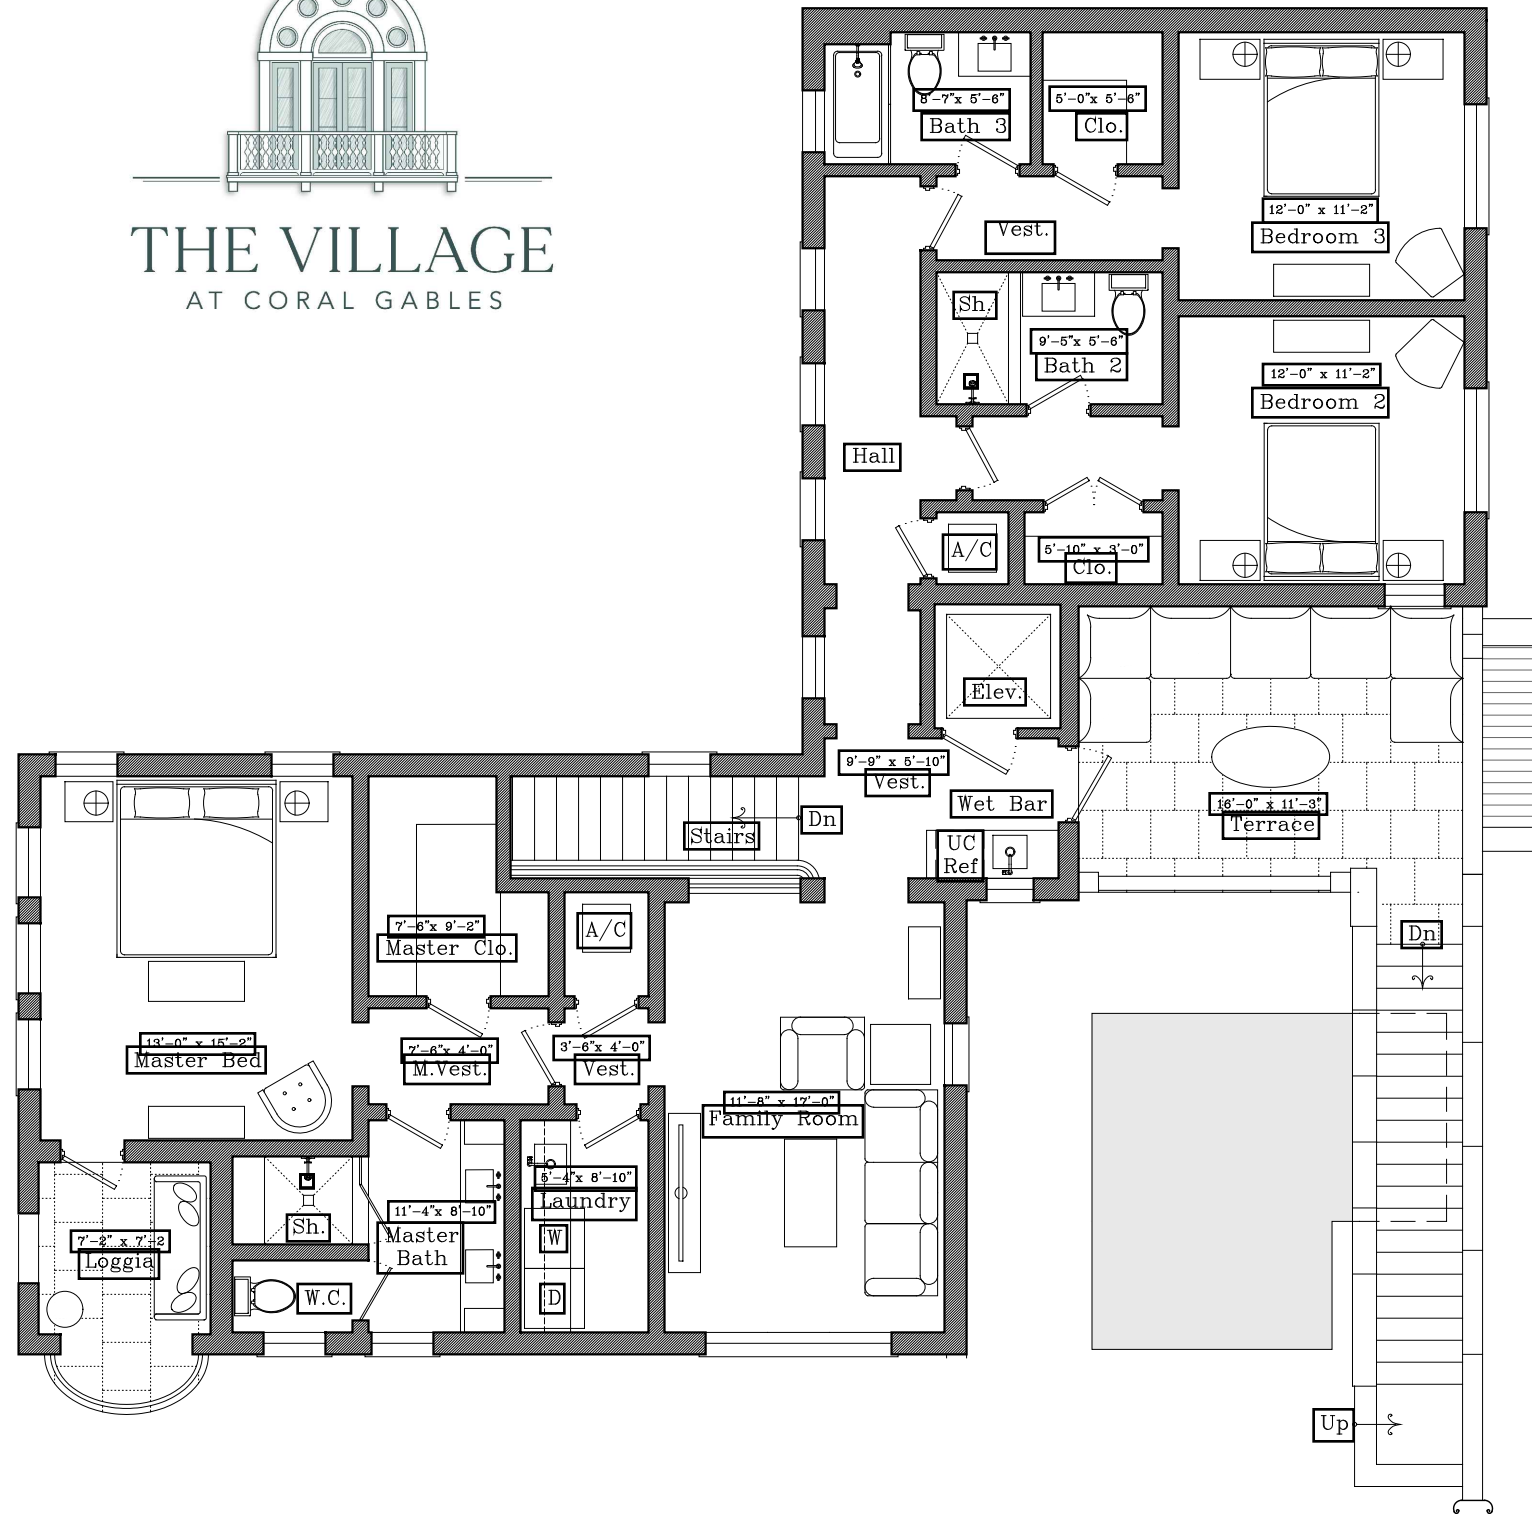 THE VILLAGE
AT CORAL GABLES
8'-7"x 5'-6"
Bath 3
5'-0"x 5'-6"
Clo.
12'-0" x 11'-2"
Bedroom 3
Vest.
Sh.
9'-5"x 5'-6"
Bath 2
12'-0" x 11'-2"
Bedroom 2
Hall
A/C
5'-10" x 3'-0"
Clo.
Elev.
9'-9" x 5'-10"
Vest.
Wet Bar
16'-0" x 11'-3"
Terrace
Stairs
Dn
UC
Ref
7'-6"x 9'-2"
Master Clo.
A/C
Dn
13'-0" x 15'-2"
Master Bed
7'-6"x 4'-0"
M.Vest.
3'-6"x 4'-0"
Vest.
11'-8" x 17'-0"
Family Room
5'-4"x 8'-10"
Laundry
W
D
11'-4"x 8'-10"
Master
Bath
Sh.
7'-2" x 7'-2
Loggia
W.C.
Up